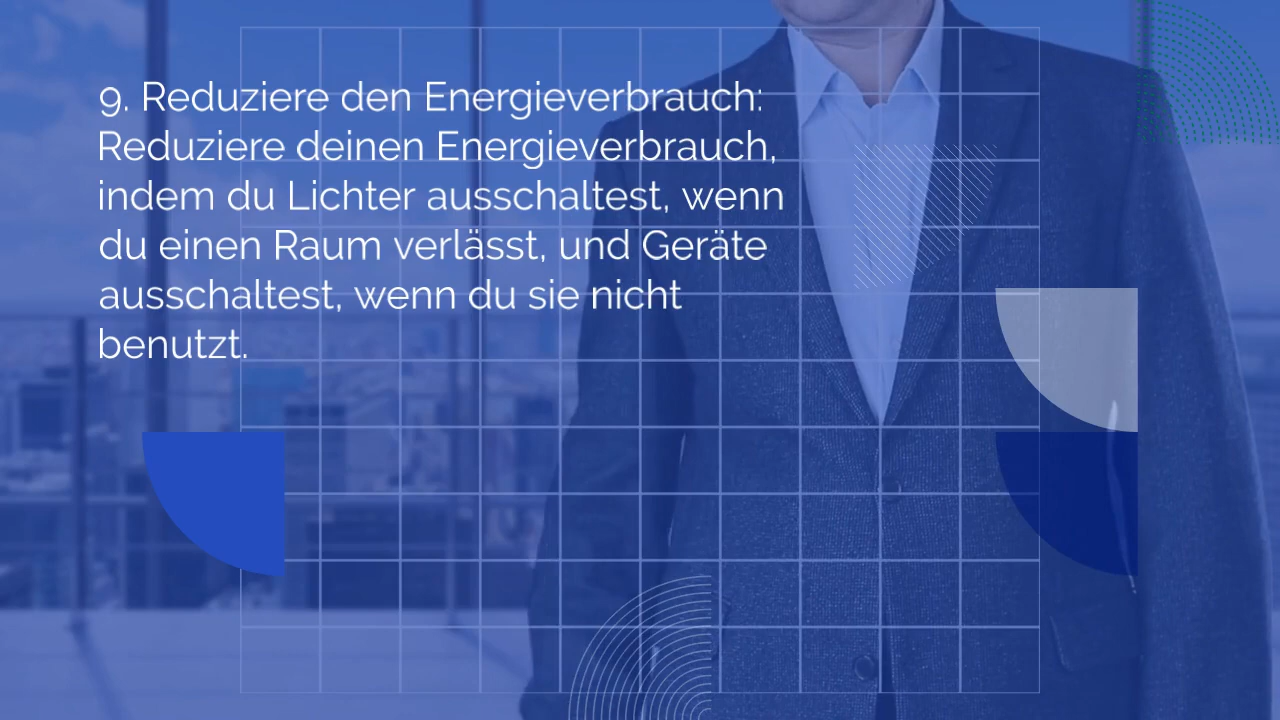 9. Reduziere den Energieverbrauch:
Reduziere deinen Energieverbrauch,
indem du Lichter ausschaltest, wenn
du einen Raum verlässt, und Geräte
ausschaltest, wenn du sie nicht
benutzt.